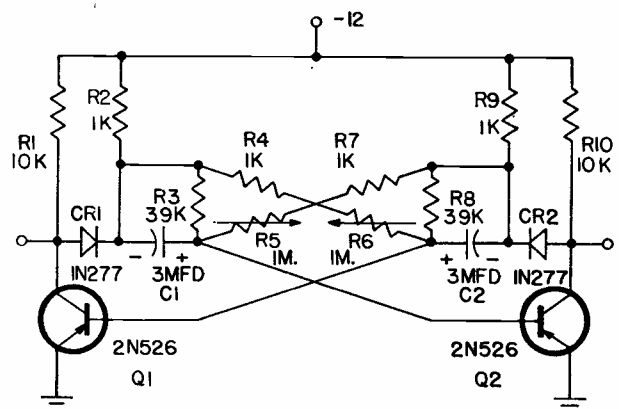 -12
R2
1K
R9
1K
R1
10K
R4
1K
R7
1K
R10
10K
R3
39K
R8
39K
CR1
R5
1M.
R6
1M.
CR2
- +
+ -
1N277
3MFD
C1
3MFD
C2
1N277
2N526
Q1
2N526
Q2